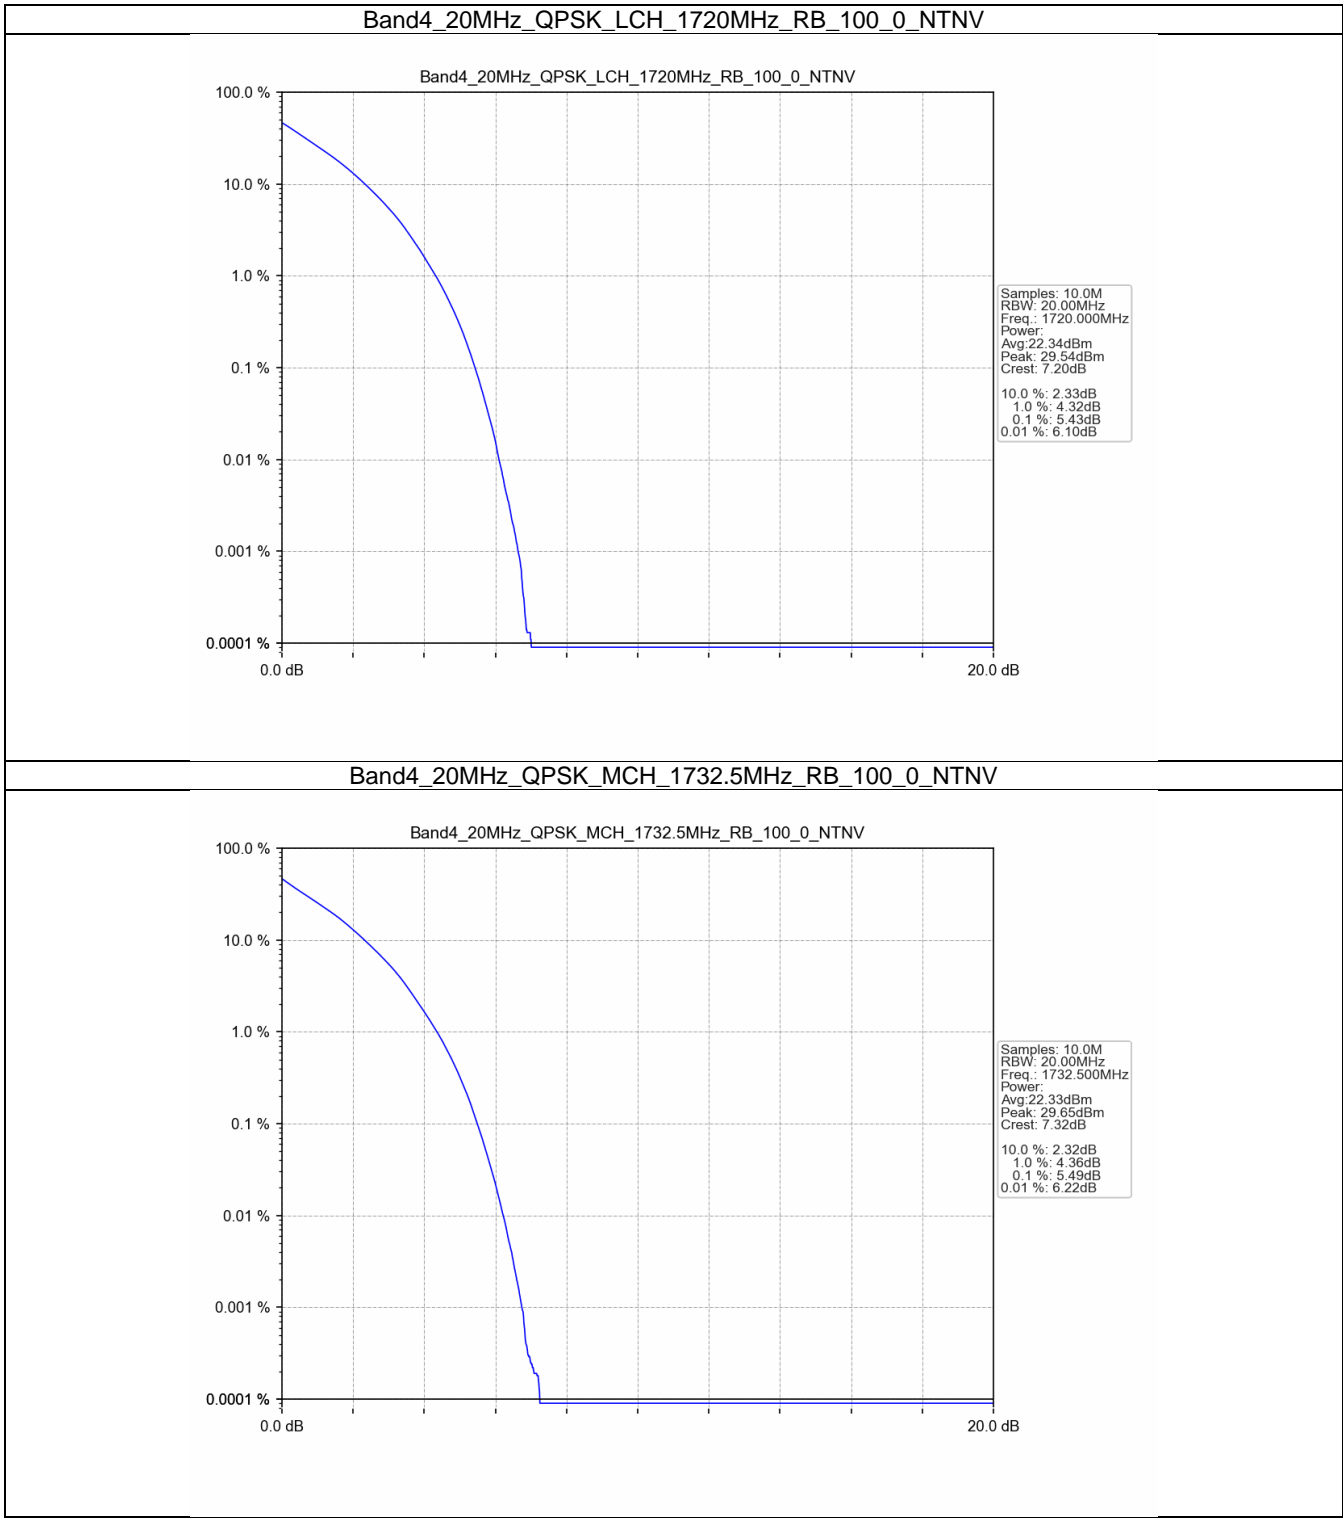 Band4_20MHz_QPSK_LCH_1720MHz_RB_100_0_NTNV
Band4_20MHz_QPSK_LCH_1720MHz_RB_100_0_NTNV
100.0 %
10.0 %
1.0 %
0.1 %
0.01 %
0.001 %
0.0001 %
0.0 dB
20.0 dB
Samples: 10.0M
RBW: 20.00MHz
Freq.: 1720.000MHz
Power:
Avg:22.34dBm
Peak: 29.54dBm
Crest: 7.20dB
10.0 %: 2.33dB
1.0 %: 4.32dB
0.1 %: 5.43dB
0.01 %: 6.10dB
Band4_20MHz_QPSK_MCH_1732.5MHz_RB_100_0_NTNV
Band4_20MHz_QPSK_MCH_1732.5MHz_RB_100_0_NTNV
100.0 %
10.0 %
1.0 %
0.1 %
0.01 %
0.001 %
0.0001 %
0.0 dB
20.0 dB
Samples: 10.0M
RBW: 20.00MHz
Freq.: 1732.500MHz
Power:
Avg:22.33dBm
Peak: 29.65dBm
Crest: 7.32dB
10.0 %: 2.32dB
1.0 %: 4.36dB
0.1 %: 5.49dB
0.01 %: 6.22dB